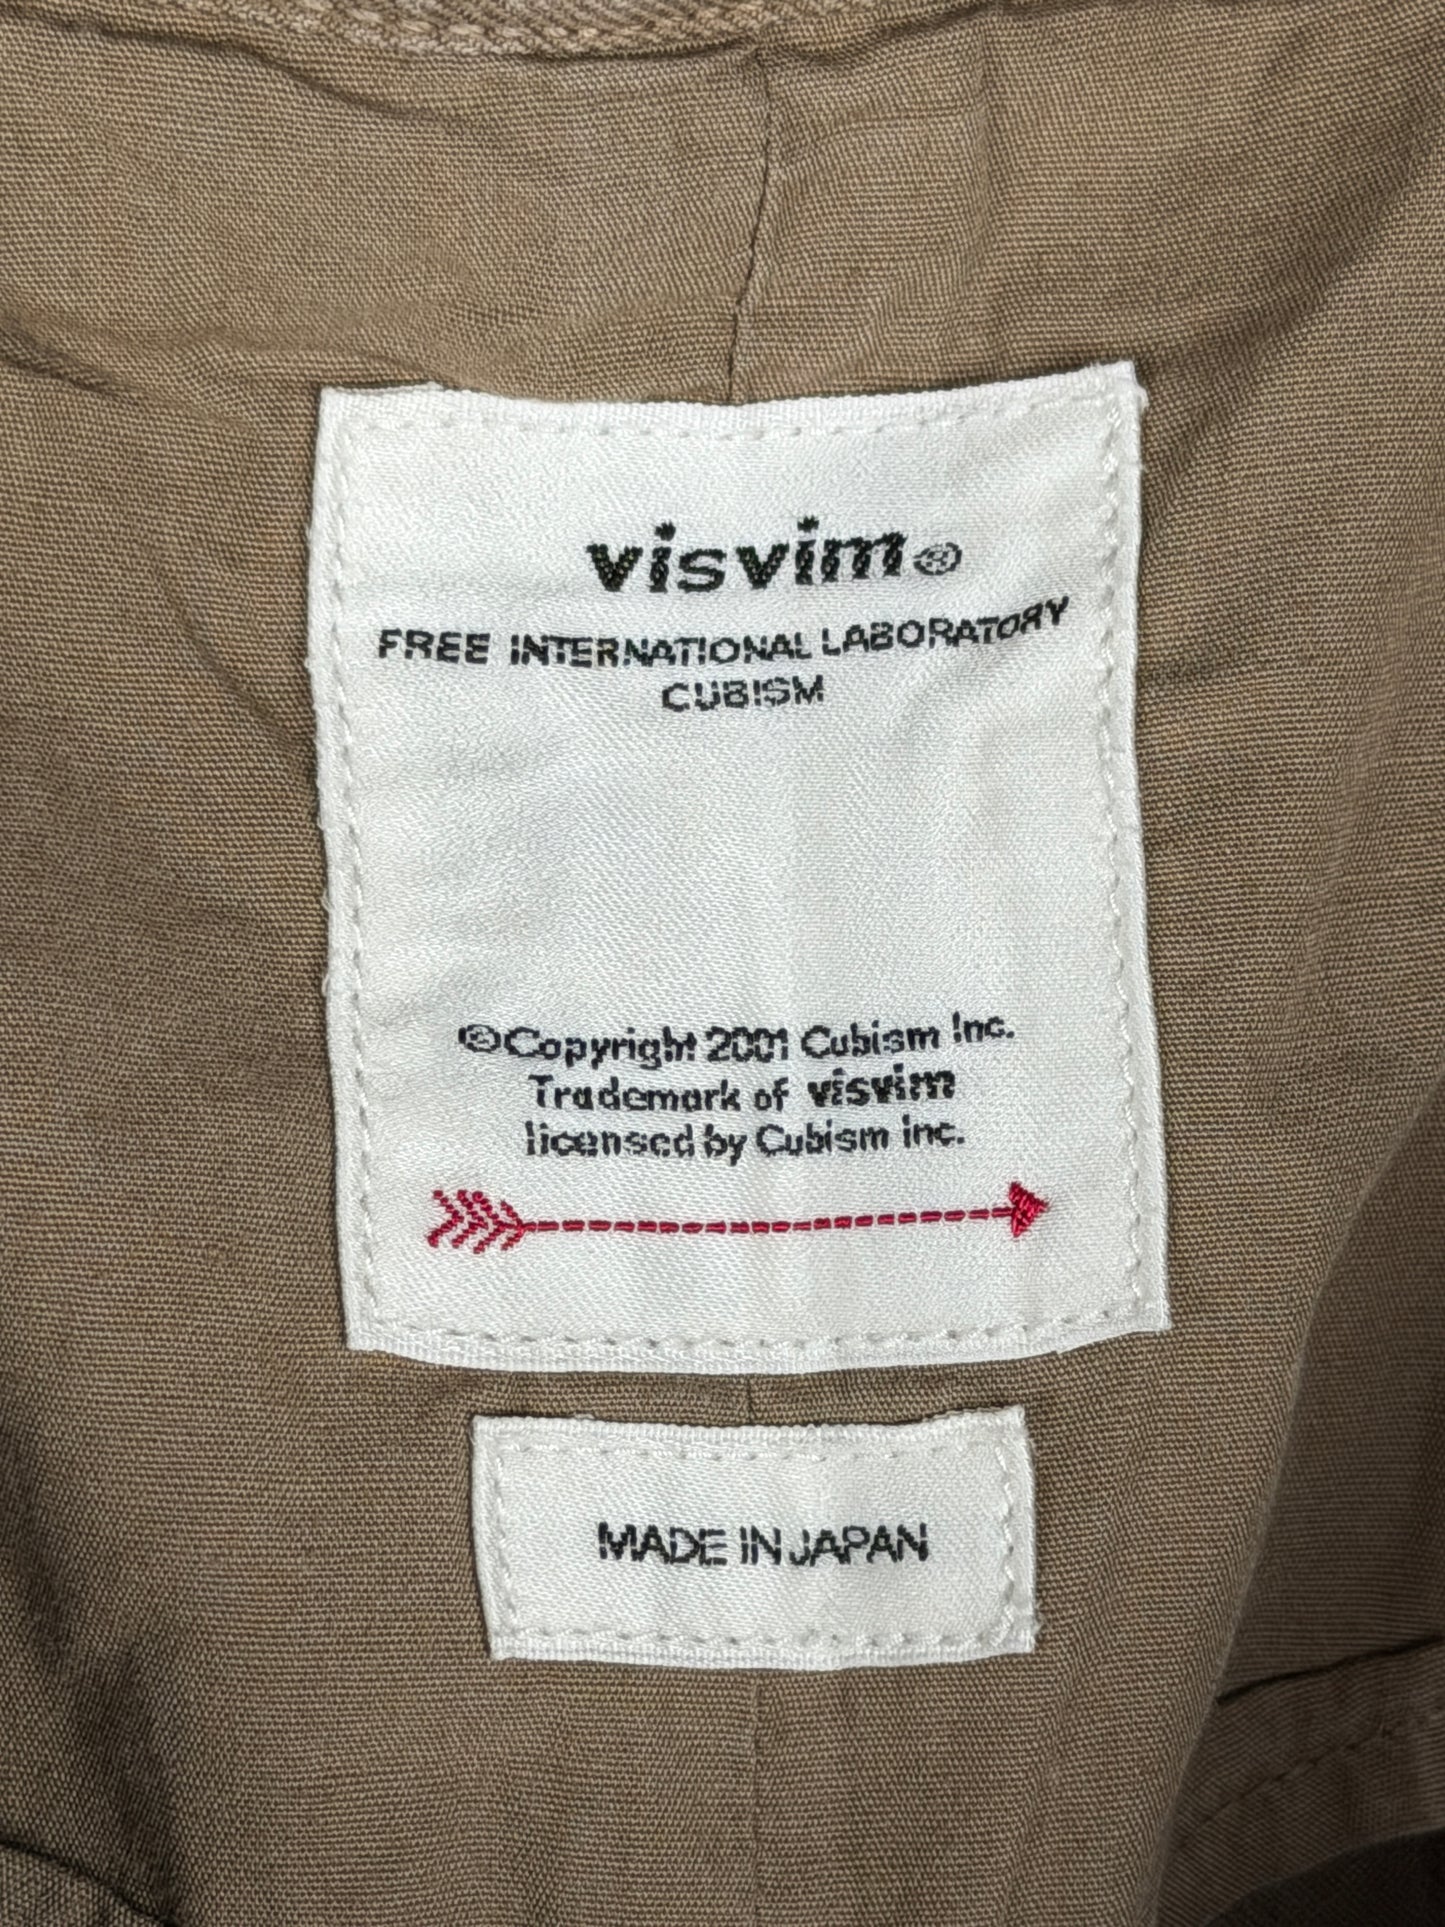 visvim®
FREE INTERNATIONAL LABORATORY
CUBISM
©Copyright 2001 Cubism Inc.
Trademark of visvim
licensed by Cubism inc.
MADE IN JAPAN